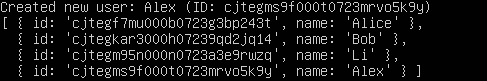 Created new user: Alex (ID: cjtegms9f000t0723mrvo5k9y)
[ { id: 'cjtegf7mu000b0723g3bp243t', name: 'Alice' },
{ id: 'cjtegkar3000h07239qd2jq14', name: 'Bob' },
{ id: 'cjtegm95n000n0723a3e9rwzq', name: 'Li' },
{ id: 'cjtegms9f000t0723mrvo5k9y', name: 'Alex' } ]